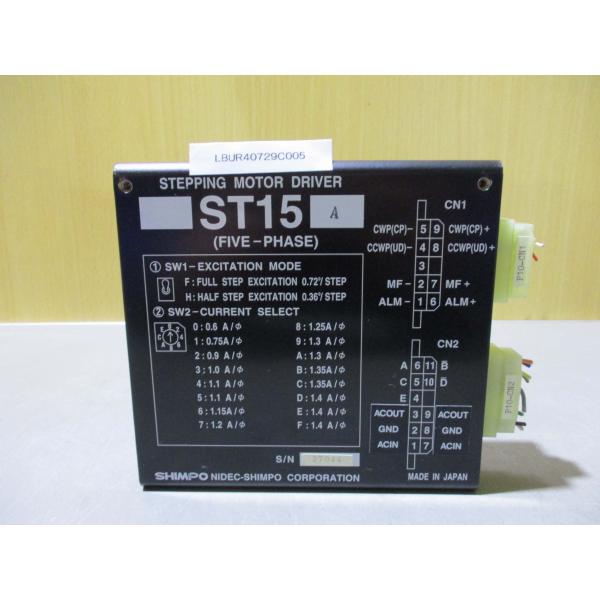 LBUR40729C005
STEPPING MOTOR DRIVER
ST15 A
(FIVE-PHASE)
① SW1-EXCITATION MODE
F:FULL STEP EXCITATION 0.72°/STEP
H:HALF STEP EXCITATION 0.36°/STEP
② SW2-CURRENT SELECT
0:0.6 A/φ 8:1.25A/φ
1:0.75A/φ 9:1.3 A/φ
2:0.9 A/φ A:1.3 A/φ
3:1.0 A/φ B:1.35A/φ
4:1.1 A/φ C:1.35A/φ
5:1.1 A/φ D:1.4 A/φ
6:1.15A/φ E:1.4 A/φ
7:1.2 A/φ F:1.4 A/φ
S/N
SHIMPO NIDEC-SHIMPO CORPORATION
CN1
CWP(CP)- 5 9 CWP(CP)+
CCWP(UD)- 4 8 CCWP(UD)+
3
MF- 2 7 MF+
ALM- 1 6 ALM+
CN2
A 6 11 B̅
C 5 10 D̅
E 4
ACOUT 3 9 ACOUT
GND 2 8 GND
ACIN 1 7 ACIN
MADE IN JAPAN
P10-CN1
P10-CN2